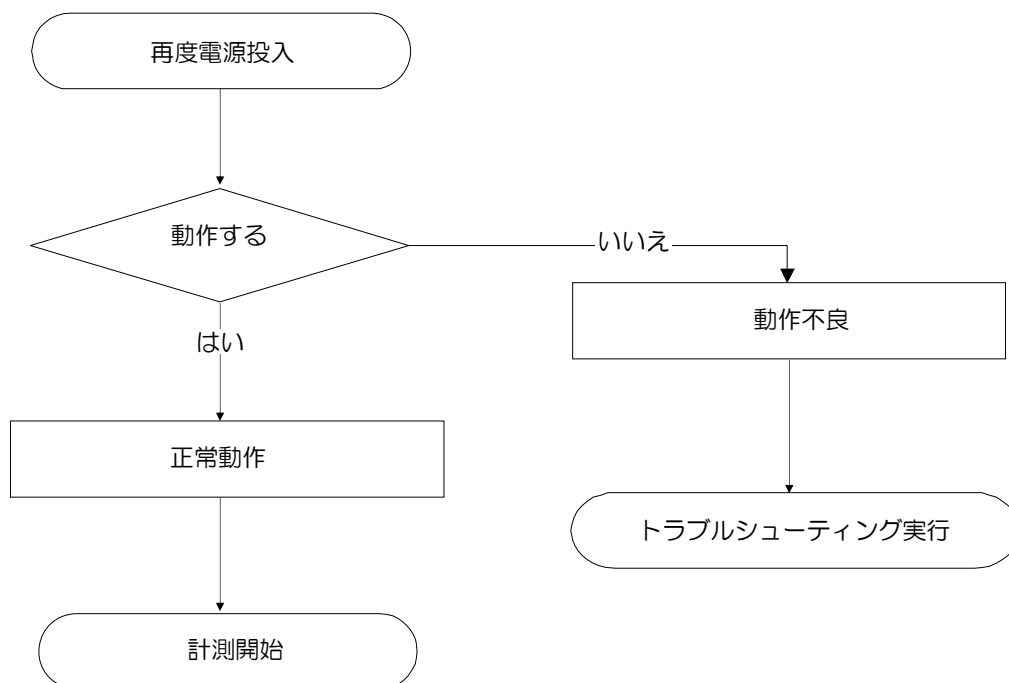 再度電源投入
動作する
いいえ
動作不良
はい
正常動作
トラブルシューティング実行
計測開始